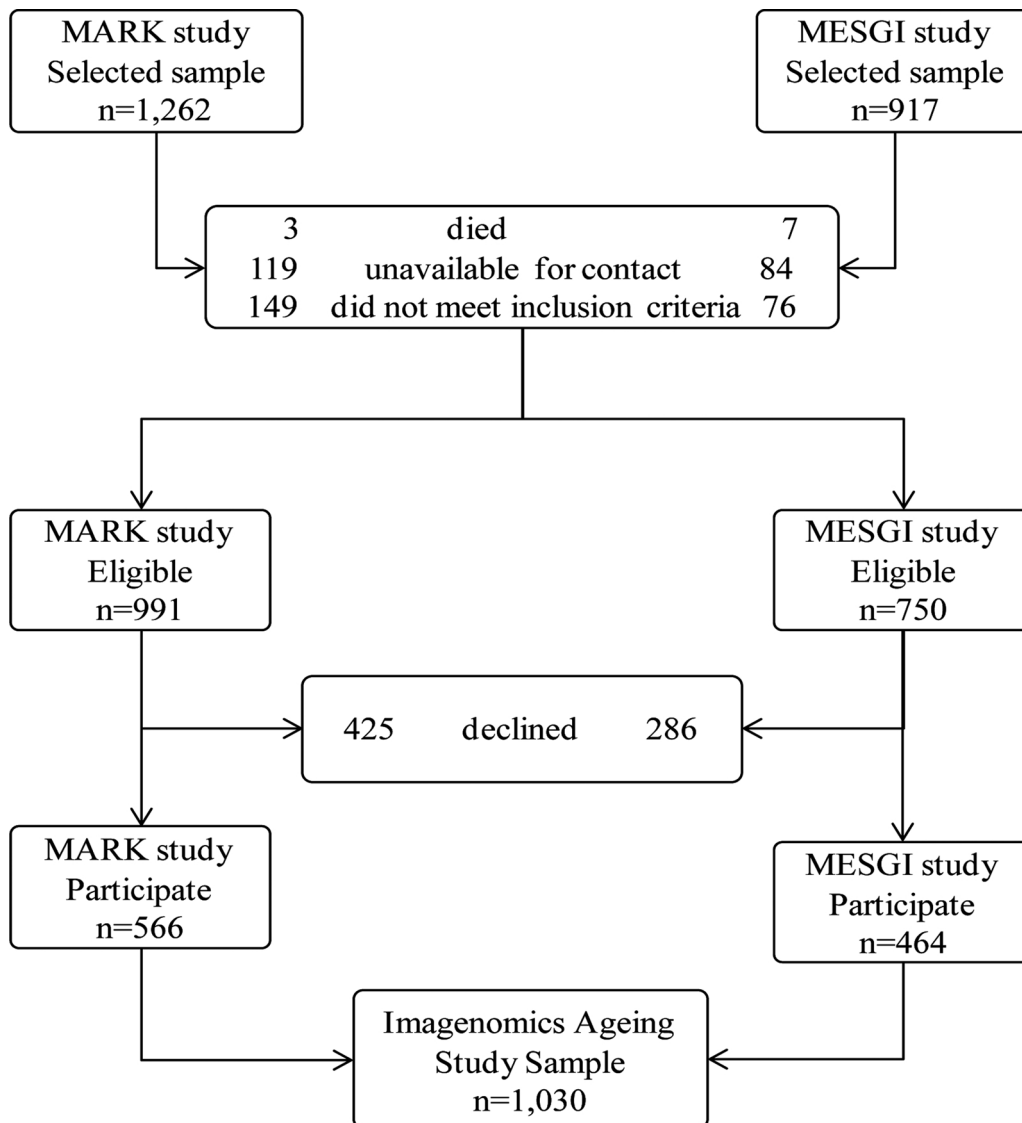 MARK study
Selected sample
n=1,262
MESGI study
Selected sample
n=917
3 died 7
119 unavailable for contact 84
149 did not meet inclusion criteria 76
MARK study
Eligible
n=991
MESGI study
Eligible
n=750
425 declined 286
MARK study
Participate
n=566
MESGI study
Participate
n=464
Imagenomics Ageing
Study Sample
n=1,030